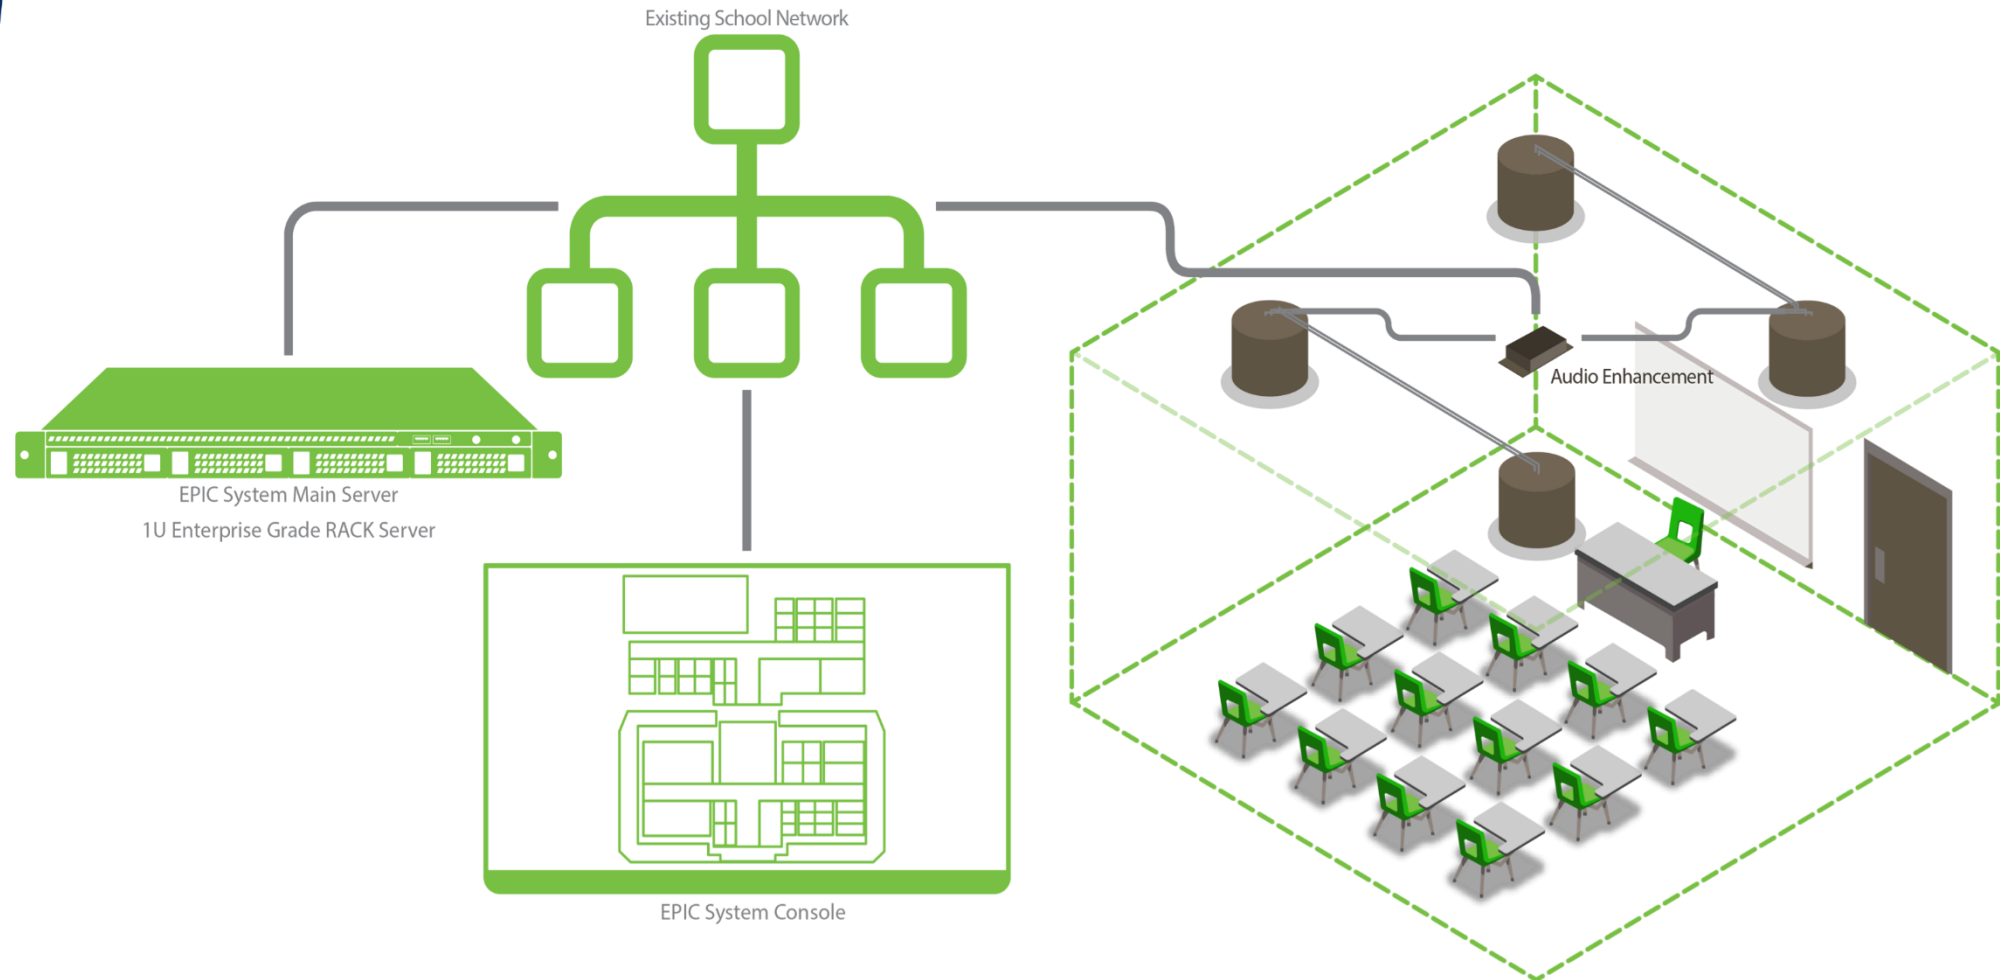 Existing School Network
Audio Enhancement
EPIC System Main Server
1U Enterprise Grade RACK Server
EPIC System Console